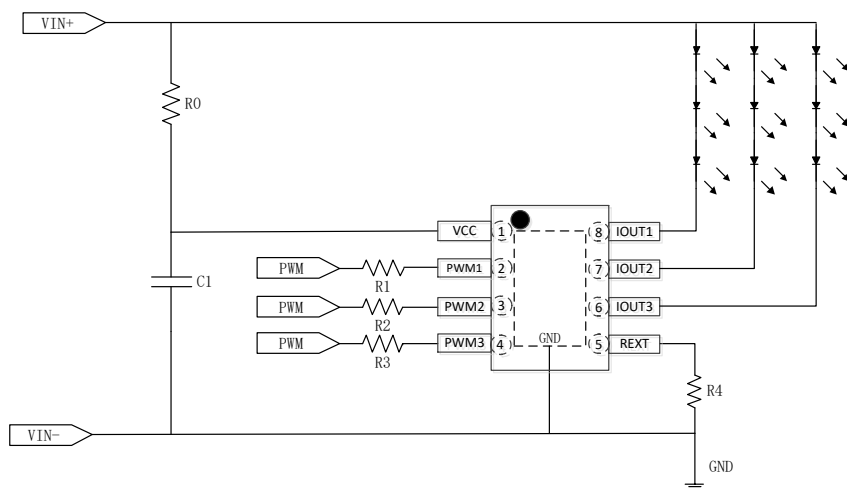 VIN+
R0
VCC
1
8
IOUT1
PWM
R1
PWM1
2
7
IOUT2
C1
PWM
R2
PWM2
3
6
IOUT3
PWM
R3
PWM3
4
GND
5
REXT
R4
VIN-
GND